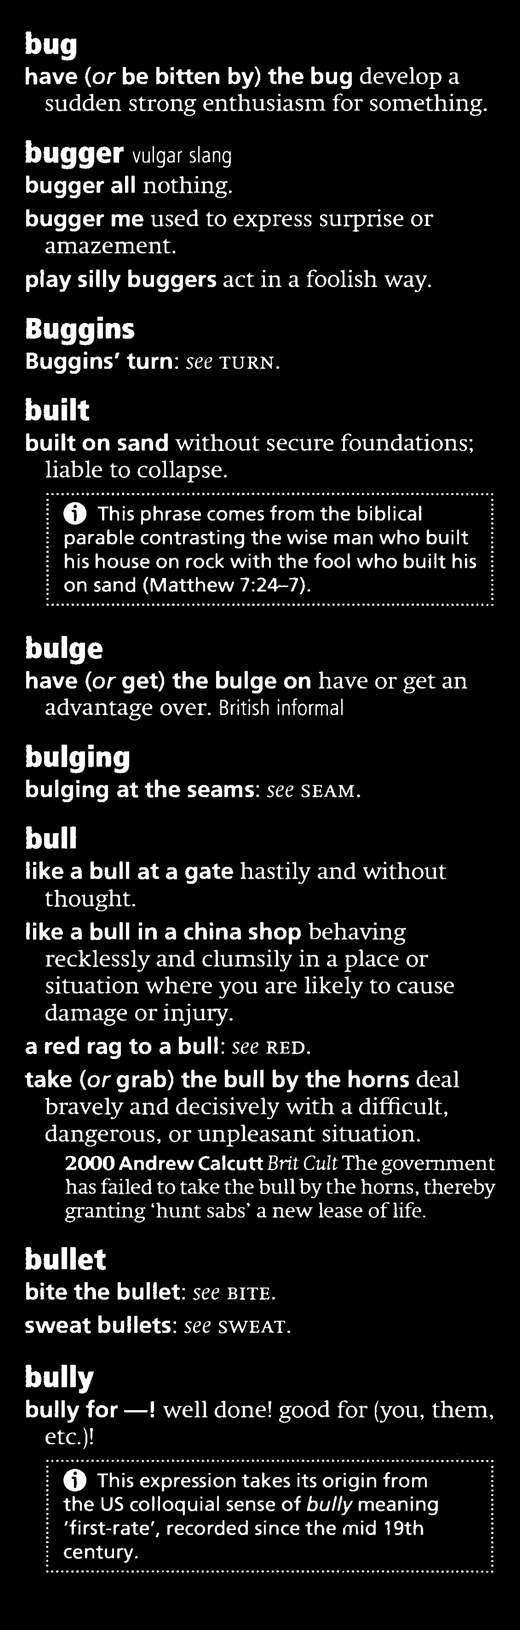 bug
have (or be bitten by) the bug develop a
sudden strong enthusiasm for something.
bugger vulgar slang
bugger all nothing.
bugger me used to express surprise or
amazement.
play silly buggers act in a foolish way.
Buggins
Buggins' turn: see TURN.
built
built on sand without secure foundations;
liable to collapse.
i This phrase comes from the biblical
parable contrasting the wise man who built
his house on rock with the fool who built his
on sand (Matthew 7:24–7).
bulge
have (or get) the bulge on have or get an
advantage over. British informal
bulging
bulging at the seams: see SEAM.
bull
like a bull at a gate hastily and without
thought.
like a bull in a china shop behaving
recklessly and clumsily in a place or
situation where you are likely to cause
damage or injury.
a red rag to a bull: see RED.
take (or grab) the bull by the horns deal
bravely and decisively with a difficult,
dangerous, or unpleasant situation.
2000 Andrew Calcutt Brit Cult The government
has failed to take the bull by the horns, thereby
granting ‘hunt sabs’ a new lease of life.
bullet
bite the bullet: see BITE.
sweat bullets: see SWEAT.
bully
bully for —! well done! good for (you, them,
etc.)!
i This expression takes its origin from
the US colloquial sense of bully meaning
‘first-rate’, recorded since the mid 19th
century.